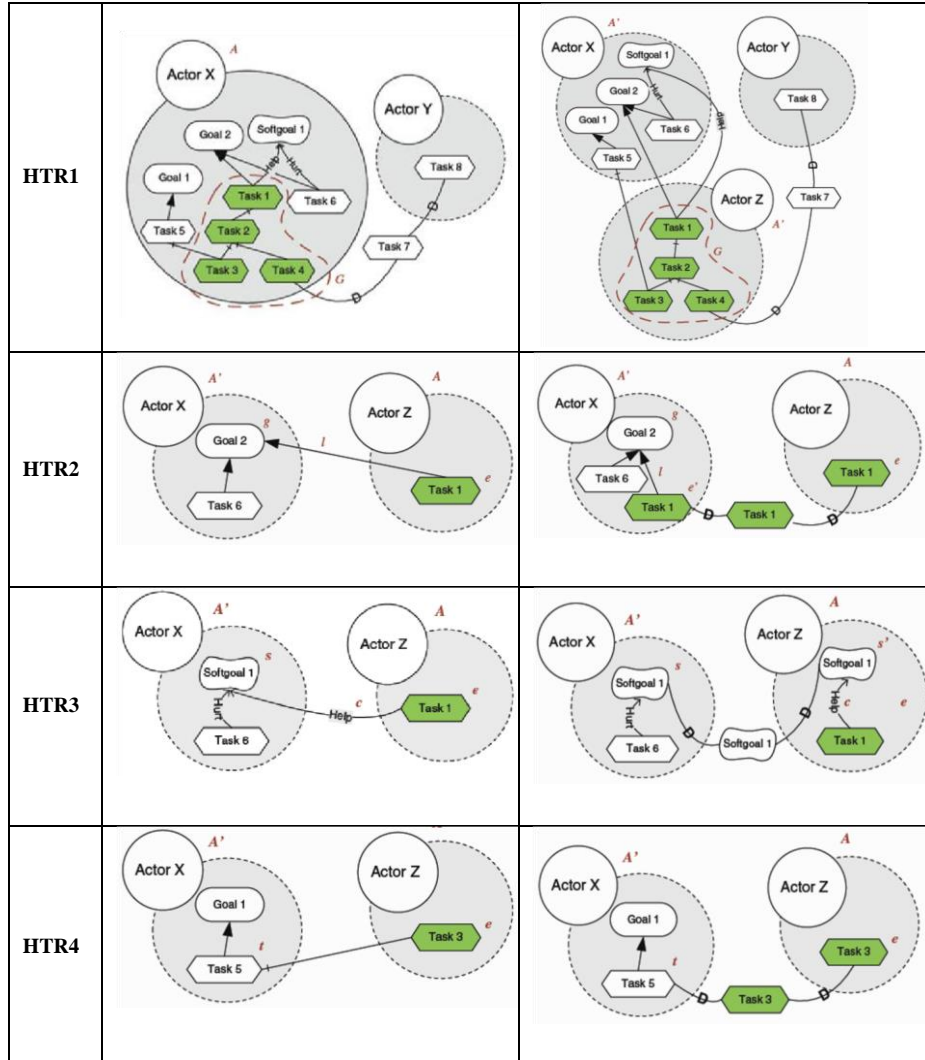 HTR1
Actor X
A
Goal 2
Softgoal 1
Help
Hurt
Goal 1
Task 1
Task 6
Task 5
Task 2
Task 3
Task 4
G
Actor Y
Task 8
D
Task 7
D
Actor X
A'
Softgoal 1
Goal 2
Hurt
Help
Goal 1
Task 6
Task 5
Actor Y
Task 8
D
Task 7
D
Actor Z
A'
Task 1
G
Task 2
Task 3
Task 4
HTR2
Actor X
A'
g
Goal 2
Task 6
l
Actor Z
A
Task 1
e
Actor X
A'
g
Goal 2
Task 6
l
Task 1
e'
D
Task 1
D
Actor Z
A
Task 1
e
HTR3
Actor X
A'
s
Softgoal 1
Hurt
Task 6
Help
c
Actor Z
A
Task 1
e
Actor X
A'
s
Softgoal 1
Hurt
Task 6
D
Softgoal 1
D
Actor Z
A
s'
Softgoal 1
Help
c
e
Task 1
HTR4
Actor X
A'
Goal 1
t
Task 5
Actor Z
Task 3
e
Actor X
A'
Goal 1
Task 5
t
D
Task 3
D
Actor Z
A
Task 3
e